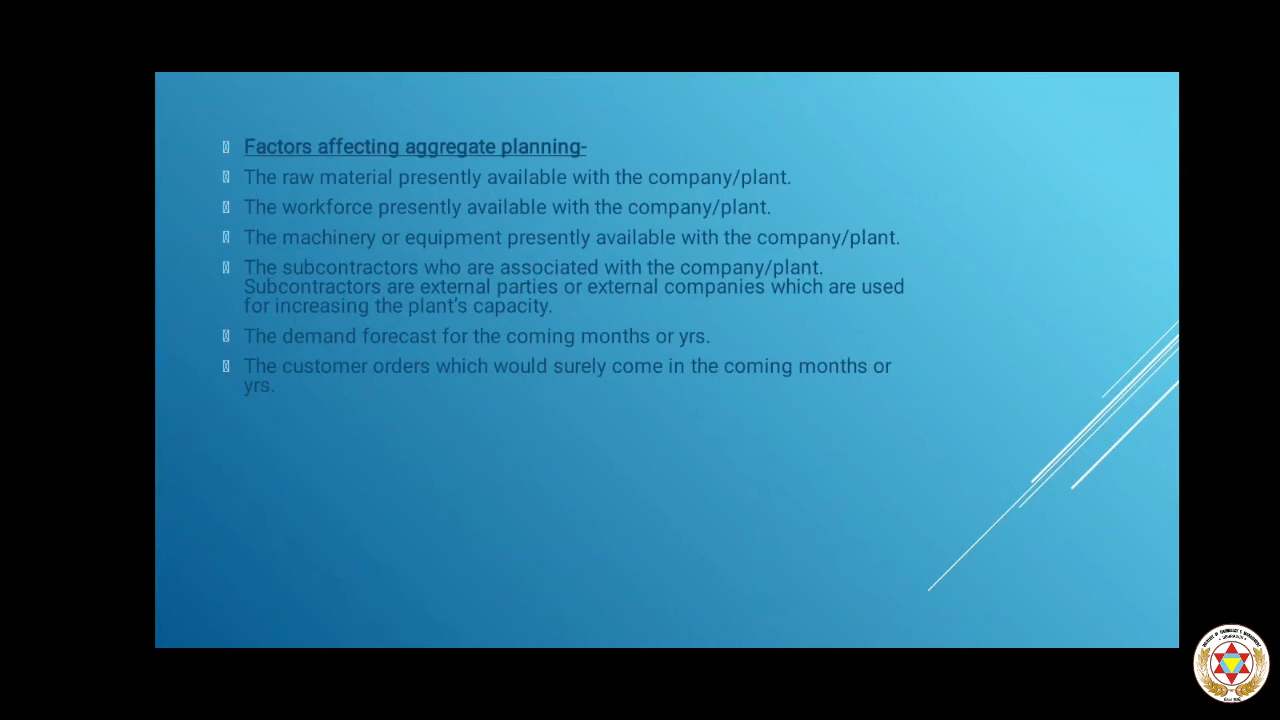 Factors affecting aggregate planning-
The raw material presently available with the company/plant.
The workforce presently available with the company/plant.
The machinery or equipment presently available with the company/plant.
The subcontractors who are associated with the company/plant.
Subcontractors are external parties or external companies which are used
for increasing the plant's capacity.
The demand forecast for the coming months or yrs.
The customer orders which would surely come in the coming months or
yrs.